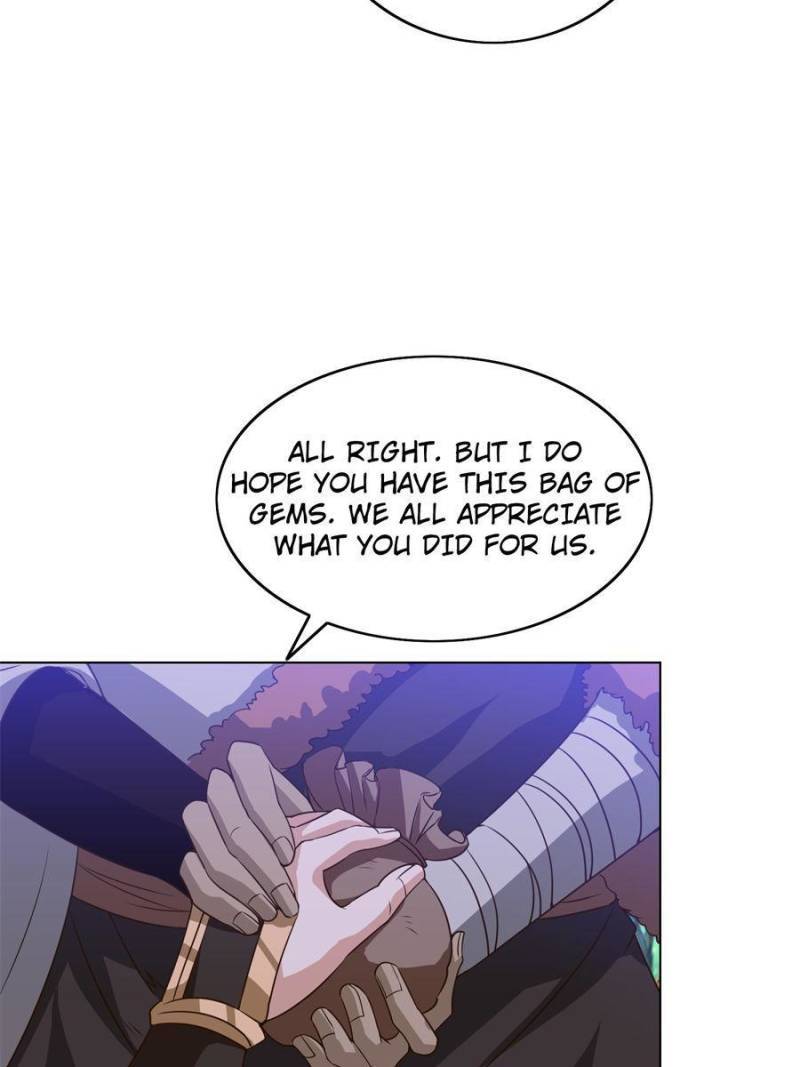 ALL RIGHT. BUT I DO
HOPE YOU HAVE THIS BAG OF
GEMS. WE ALL APPRECIATE
WHAT YOU DID FOR US.